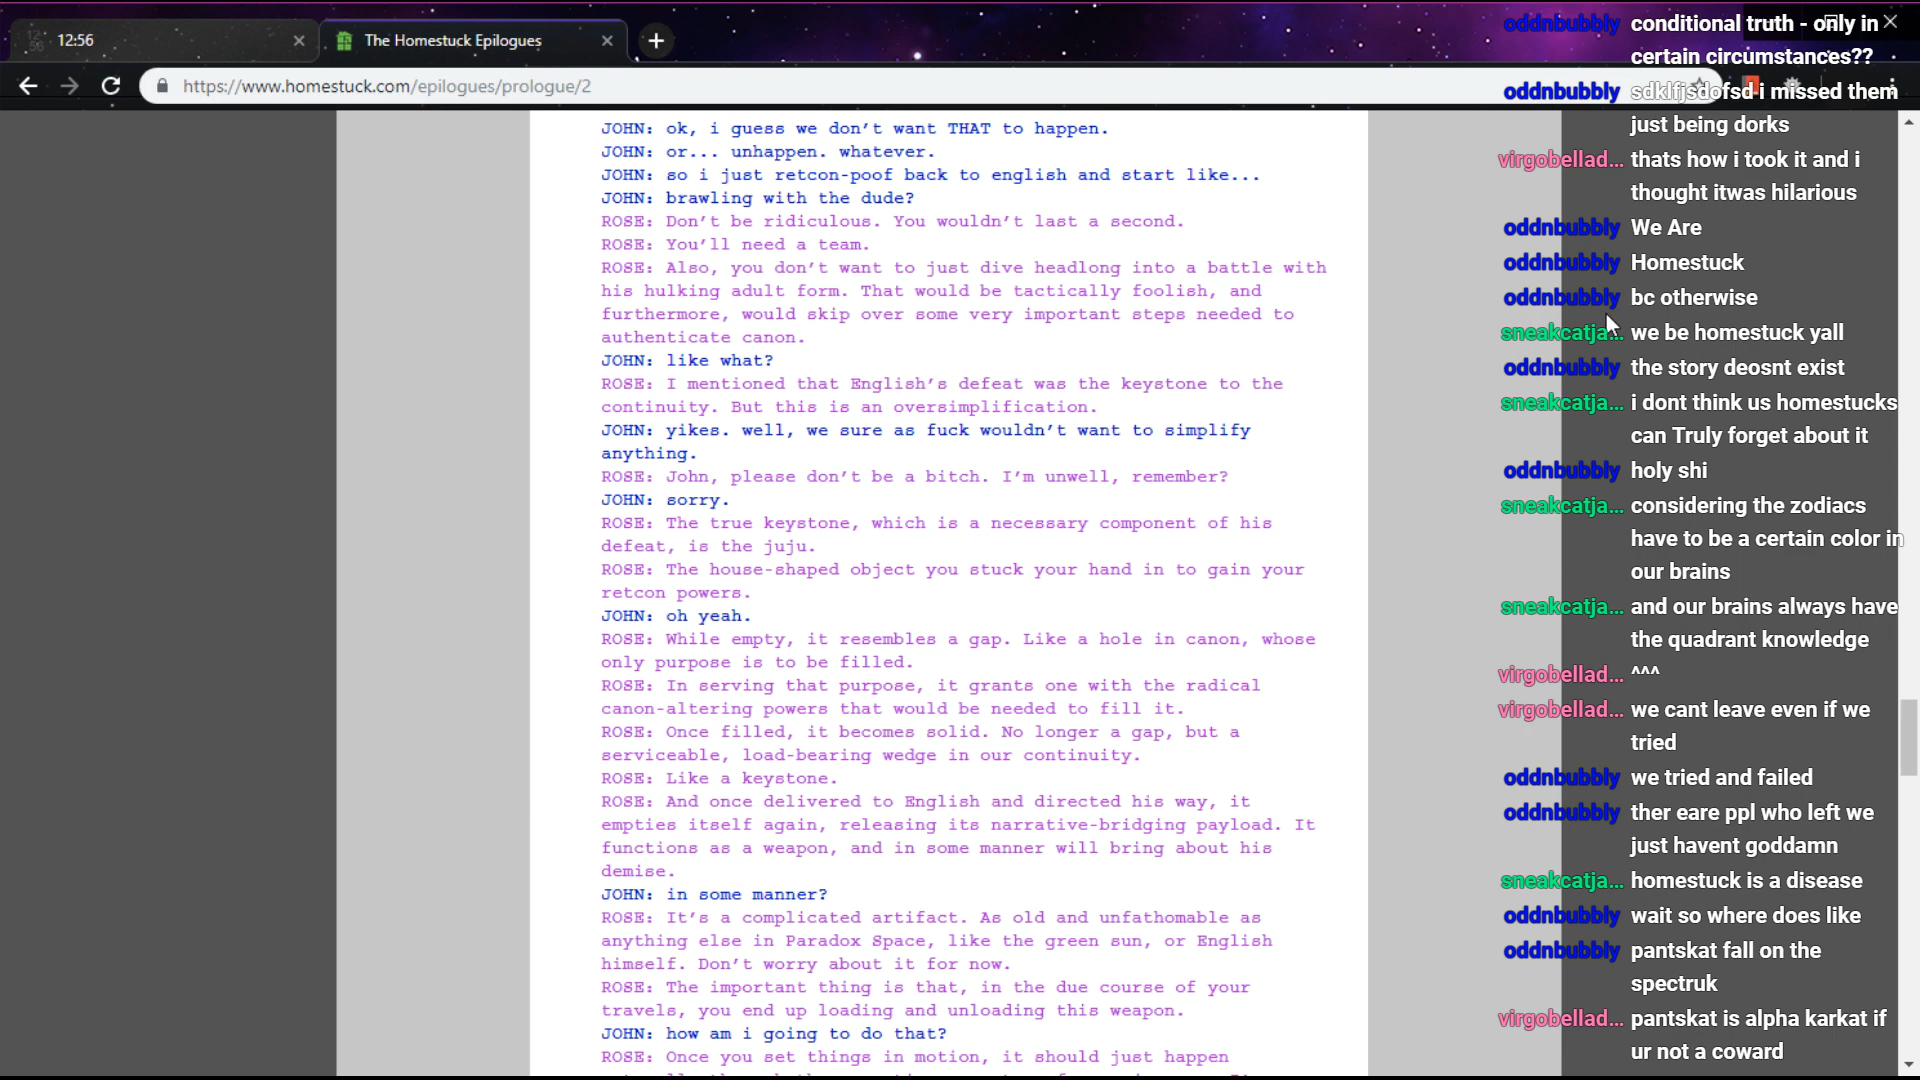 12:56
The Homestuck Epilogues
https://www.homestuck.com/epilogues/prologue/2
JOHN: ok, i guess we don't want THAT to happen.
JOHN: or... unhappen. whatever.
JOHN: so i just retcon-poof back to english and start like...
JOHN: brawling with the dude?
ROSE: Don't be ridiculous. You wouldn't last a second.
ROSE: You'll need a team.
ROSE: Also, you don't want to just dive headlong into a battle with
his hulking adult form. That would be tactically foolish, and
furthermore, would skip over some very important steps needed to
authenticate canon.
JOHN: like what?
ROSE: I mentioned that English's defeat was the keystone to the
continuity. But this is an oversimplification.
JOHN: yikes. well, we sure as fuck wouldn't want to simplify
anything.
ROSE: John, please don't be a bitch. I'm unwell, remember?
JOHN: sorry.
ROSE: The true keystone, which is a necessary component of his
defeat, is the juju.
ROSE: The house-shaped object you stuck your hand in to gain your
retcon powers.
JOHN: oh yeah.
ROSE: While empty, it resembles a gap. Like a hole in canon, whose
only purpose is to be filled.
ROSE: In serving that purpose, it grants one with the radical
canon-altering powers that would be needed to fill it.
ROSE: Once filled, it becomes solid. No longer a gap, but a
serviceable, load-bearing wedge in our continuity.
ROSE: Like a keystone.
ROSE: And once delivered to English and directed his way, it
empties itself again, releasing its narrative-bridging payload. It
functions as a weapon, and in some manner will bring about his
demise.
JOHN: in some manner?
ROSE: It's a complicated artifact. As old and unfathomable as
anything else in Paradox Space, like the green sun, or English
himself. Don't worry about it for now.
ROSE: The important thing is that, in the due course of your
travels, you end up loading and unloading this weapon.
JOHN: how am i going to do that?
ROSE: Once you set things in motion, it should just happen
oddnbubbly conditional truth - only in
certain circumstances??
oddnbubbly sdklfjsdofsd i missed them
just being dorks
virgobellad... thats how i took it and i
thought itwas hilarious
oddnbubbly We Are
oddnbubbly Homestuck
oddnbubbly bc otherwise
sneakcatja... we be homestuck yall
oddnbubbly the story deosnt exist
sneakcatja... i dont think us homestucks
can Truly forget about it
oddnbubbly holy shi
sneakcatja... considering the zodiacs
have to be a certain color in
our brains
sneakcatja... and our brains always have
the quadrant knowledge
virgobellad... ^^^
virgobellad... we cant leave even if we
tried
oddnbubbly we tried and failed
oddnbubbly ther eare ppl who left we
just havent goddamn
sneakcatja... homestuck is a disease
oddnbubbly wait so where does like
oddnbubbly pantskat fall on the
spectruk
virgobellad... pantskat is alpha karkat if
ur not a coward